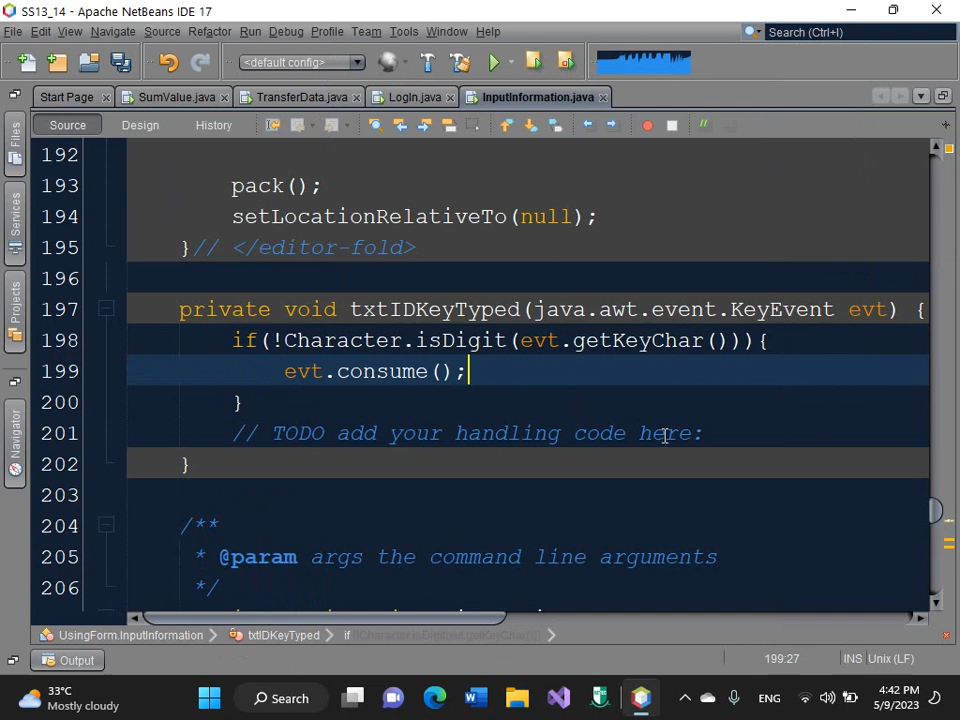 SS13_14 - Apache NetBeans IDE 17
File Edit View Navigate Source Refactor Run Debug Profile Team Tools Window Help
Search (Ctrl+I)
<default config>
Start Page
SumValue.java
TransferData.java
LogIn.java
InputInformation.java
Source
Design
History
Files
Services
Projects
Navigator
192
193 pack();
194 setLocationRelativeTo(null);
195 }// </editor-fold>
196
197 private void txtIDKeyTyped(java.awt.event.KeyEvent evt) {
198 if(!Character.isDigit(evt.getKeyChar())){
199 evt.consume();
200 }
201 // TODO add your handling code here:
202 }
203
204 /**
205 * @param args the command line arguments
206 */
UsingForm.InputInformation
txtIDKeyTyped
if
Output
199:27
INS
Unix (LF)
33°C
Mostly cloudy
Search
ENG
4:42 PM
5/9/2023